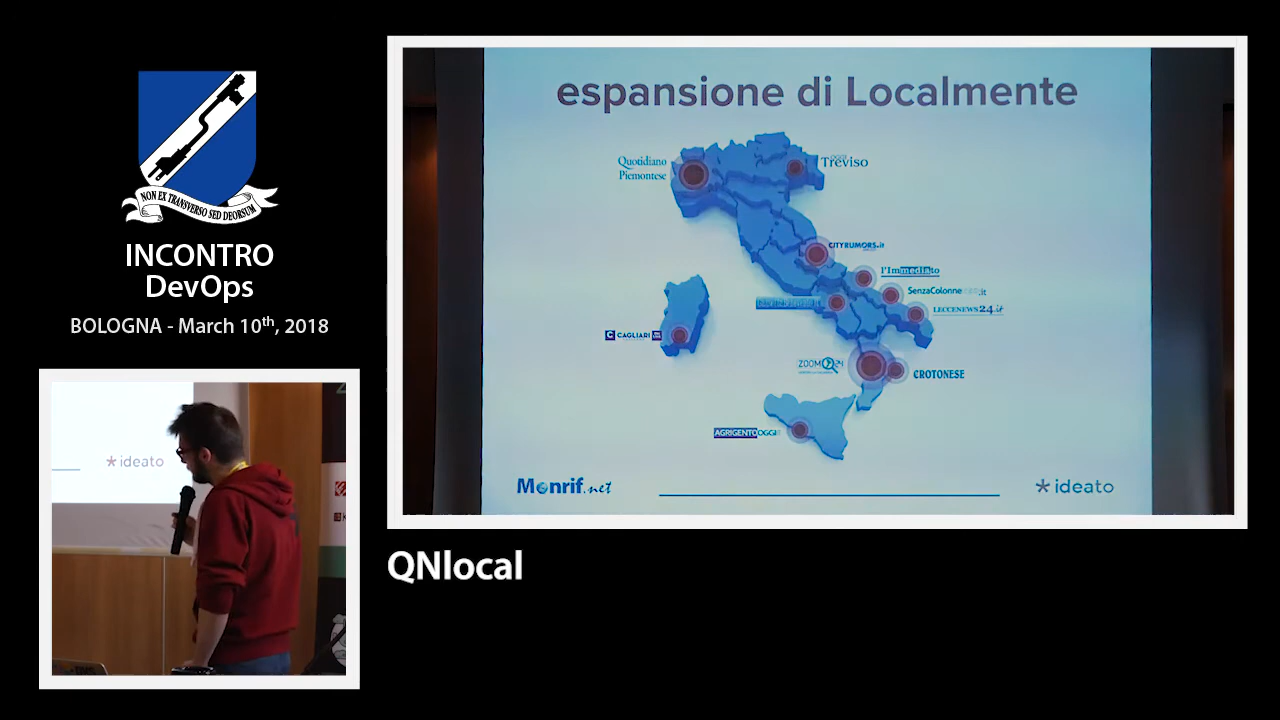 NON EX TRANSVERSO SED DEORSUM
INCONTRO
DevOps
BOLOGNA - March 10th, 2018
* ideato
espansione di Localmente
Quotidiano
Piemontese
OGGI
Treviso
CITYRUMORS.it
l'Immediato
SenzaColonne
.it
LECCENEWS24.it
CAGLIARI
ZOOM24
CROTONESE
AGRIGENTOOGGI
Monrif.net
* ideato
QNlocal